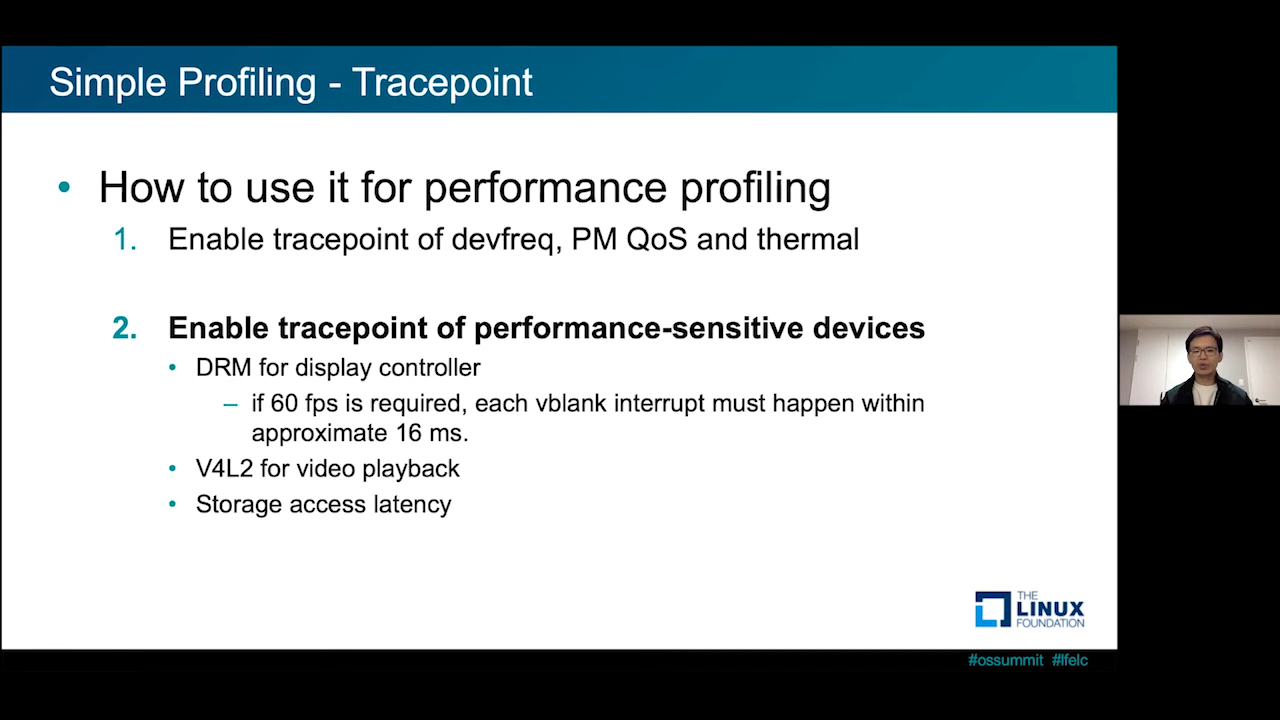 Simple Profiling - Tracepoint
• How to use it for performance profiling
1. Enable tracepoint of devfreq, PM QoS and thermal
2. Enable tracepoint of performance-sensitive devices
• DRM for display controller
– if 60 fps is required, each vblank interrupt must happen within
approximate 16 ms.
• V4L2 for video playback
• Storage access latency
THE
LINUX
FOUNDATION
#ossummit #lfelc